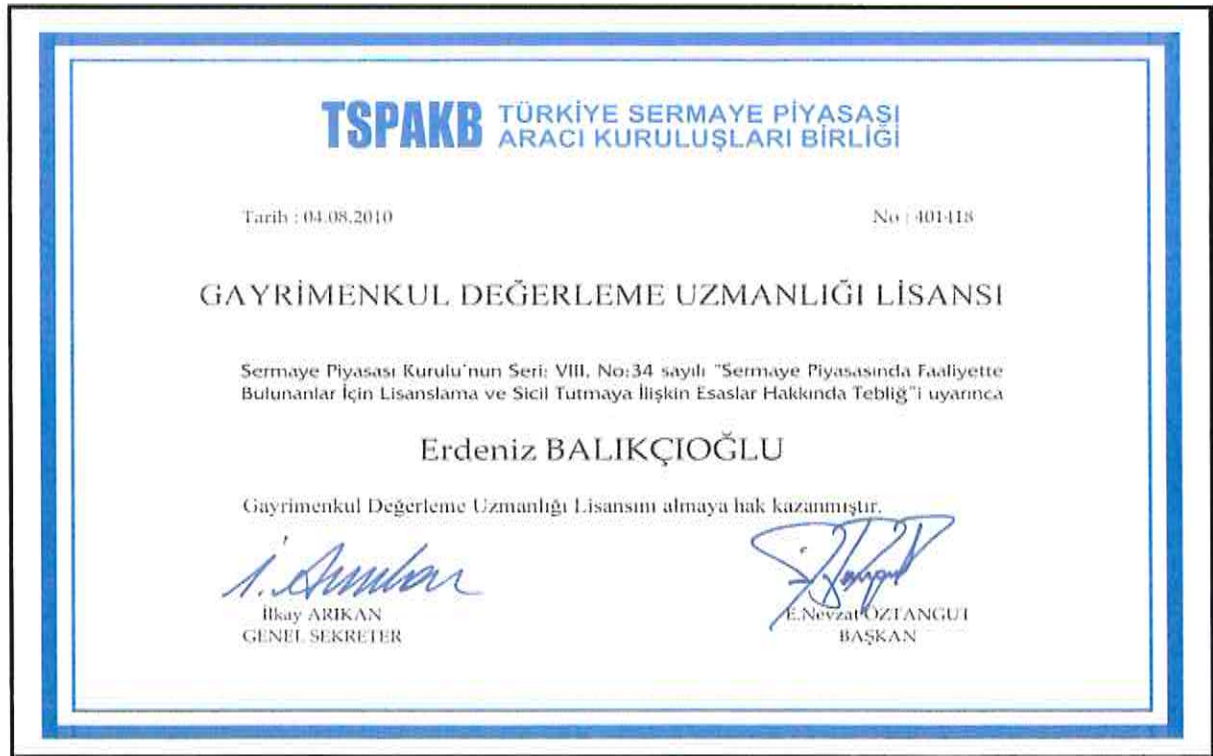 TSPAKB TÜRKİYE SERMAYE PİYASASI
ARACI KURULUŞLARI BİRLİĞİ
Tarih : 04.08.2010 No : 401418
GAYRİMENKUL DEĞERLEME UZMANLIĞI LİSANSI
Sermaye Piyasası Kurulu'nun Seri: VIII, No:34 sayılı "Sermaye Piyasasında Faaliyette
Bulunanlar İçin Lisanslama ve Sicil Tutmaya İlişkin Esaslar Hakkında Tebliğ"i uyarınca
Erdeniz BALIKÇIOĞLU
Gayrimenkul Değerleme Uzmanlığı Lisansını almaya hak kazanmıştır.
İlkay ARIKAN E.Nevzat ÖZTANGUT
GENEL SEKRETER BAŞKAN